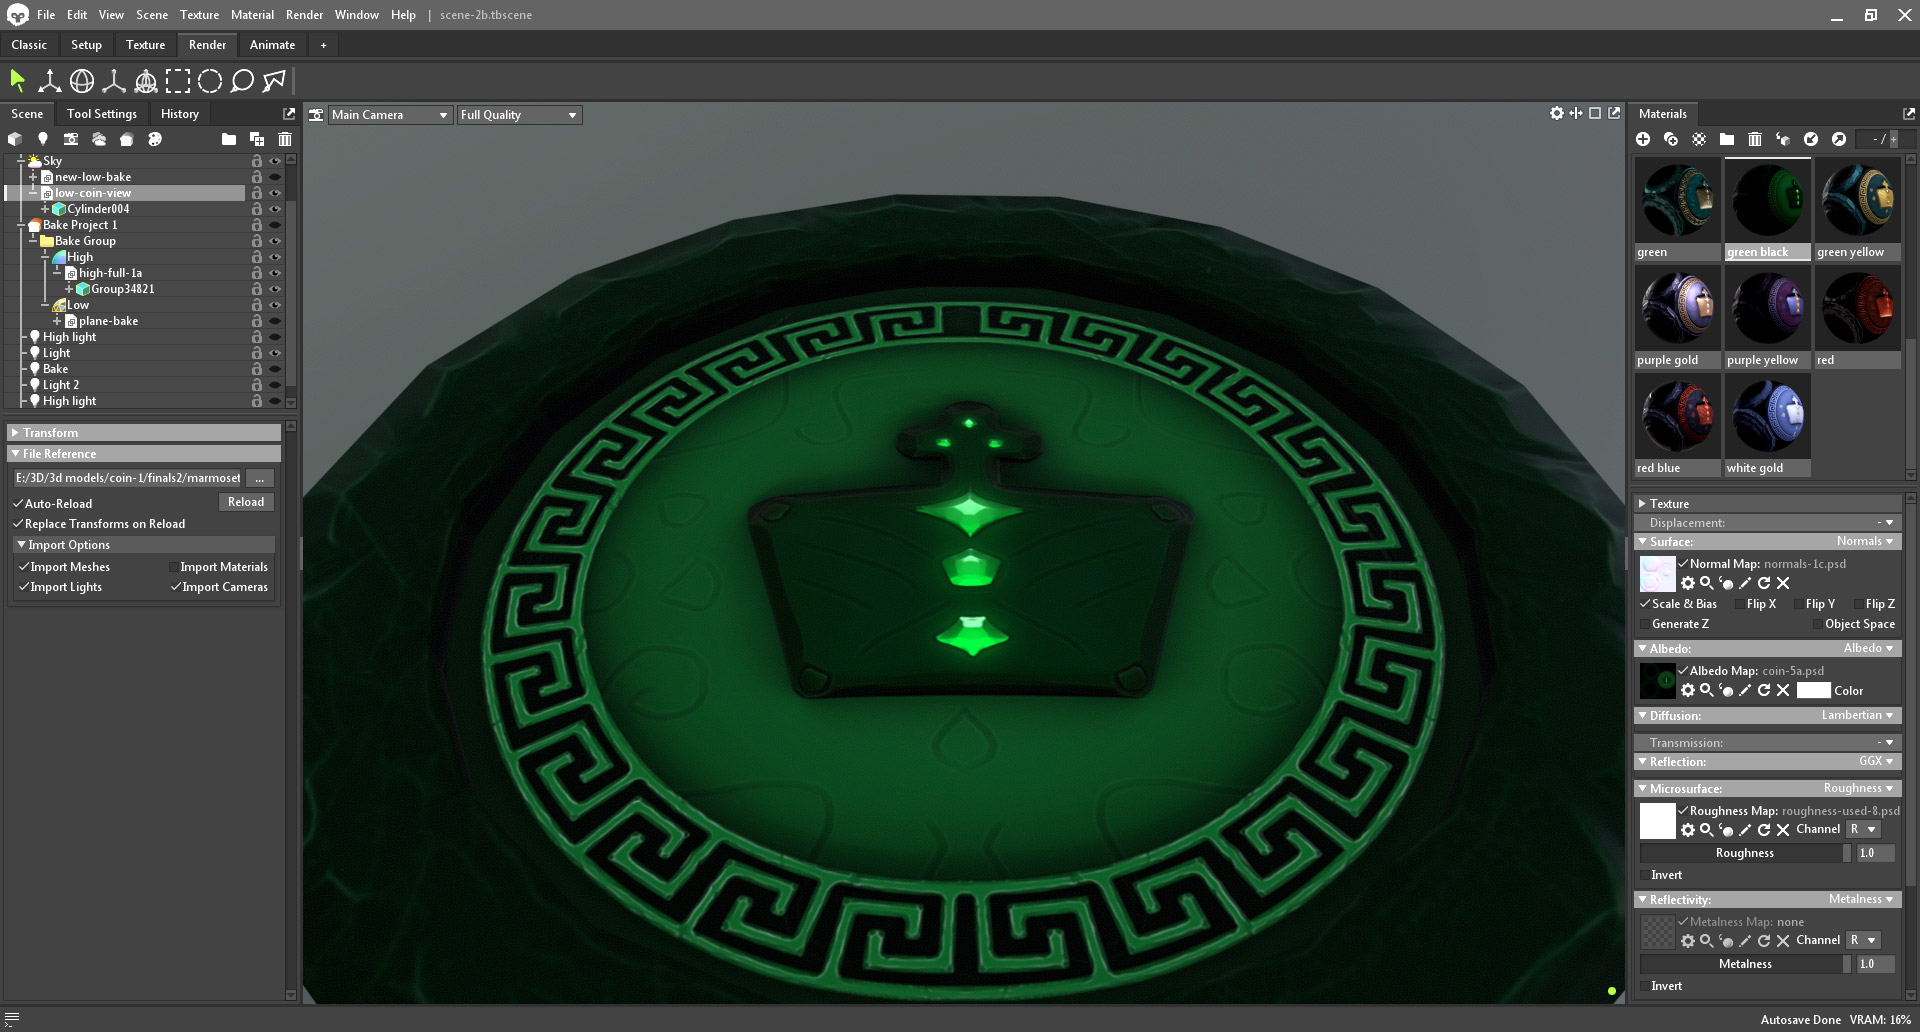 File Edit View Scene Texture Material Render Window Help | scene-2b.tbscene
Classic Setup Texture Render Animate +
Scene Tool Settings History
Main Camera Full Quality
Materials
- / +
Sky
new-low-bake
low-coin-view
Cylinder004
Bake Project 1
Bake Group
High
high-full-1a
Group34821
Low
plane-bake
High light
Light
Bake
Light 2
High light
Transform
File Reference
E:/3D/3d models/coin-1/finals2/marmoset ...
Auto-Reload Reload
Replace Transforms on Reload
Import Options
Import Meshes Import Materials
Import Lights Import Cameras
green green black green yellow
purple gold purple yellow red
red blue white gold
Texture
Displacement: -
Surface: Normals
Normal Map: normals-1c.psd
Scale & Bias Flip X Flip Y Flip Z
Generate Z Object Space
Albedo: Albedo
Albedo Map: coin-5a.psd
Color
Diffusion: Lambertian
Transmission: -
Reflection: GGX
Microsurface: Roughness
Roughness Map: roughness-used-8.psd
Channel R
Roughness 1.0
Invert
Reflectivity: Metalness
Metalness Map: none
Channel R
Metalness 1.0
Invert
Autosave Done VRAM: 16%